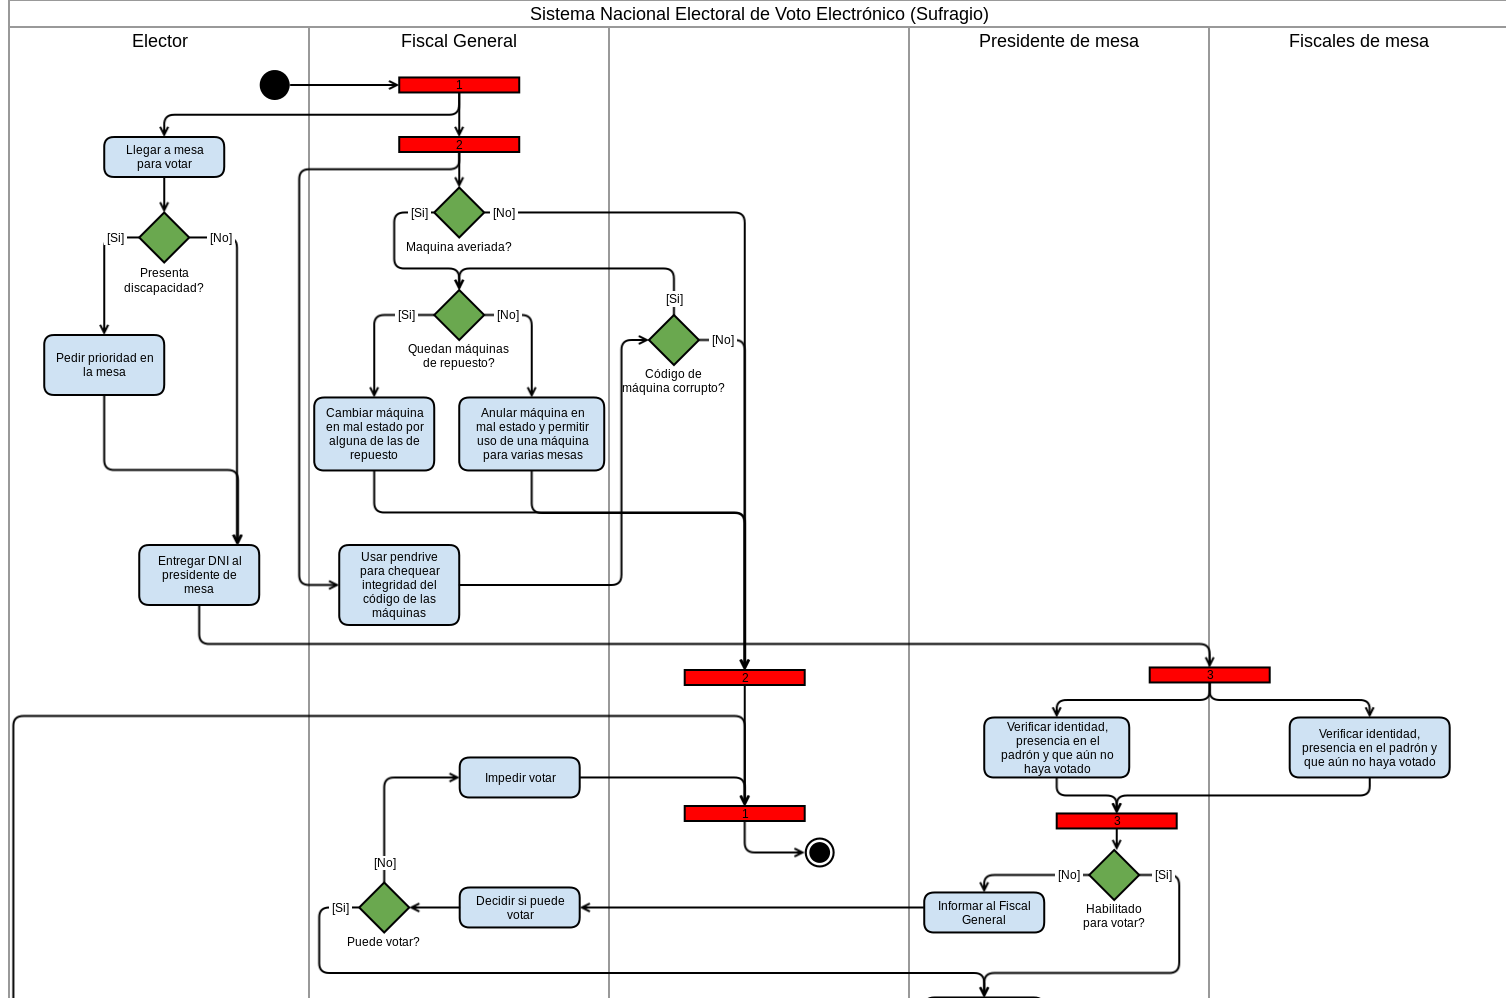 Sistema Nacional Electoral de Voto Electrónico (Sufragio)
Elector
Fiscal General
Presidente de mesa
Fiscales de mesa
1
Llegar a mesa
para votar
2
[Si]
[No]
Maquina averiada?
[Si]
[No]
Presenta
discapacidad?
[Si]
[Si]
[No]
Quedan máquinas
de repuesto?
[No]
Código de
máquina corrupto?
Pedir prioridad en
la mesa
Cambiar máquina
en mal estado por
alguna de las de
repuesto
Anular máquina en
mal estado y permitir
uso de una máquina
para varias mesas
Entregar DNI al
presidente de
mesa
Usar pendrive
para chequear
integridad del
código de las
máquinas
2
3
Verificar identidad,
presencia en el
padrón y que aún no
haya votado
Verificar identidad,
presencia en el padrón y
que aún no haya votado
Impedir votar
1
3
[No]
[No]
[Si]
Habilitado
para votar?
[Si]
Puede votar?
Decidir si puede
votar
Informar al Fiscal
General